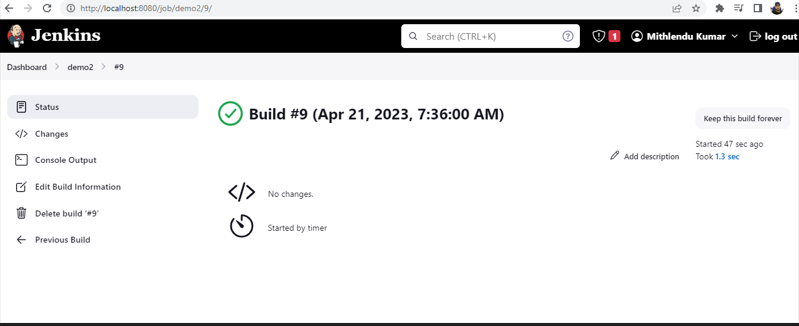 http://localhost:8080/job/demo2/9/
Jenkins
Search (CTRL+K)
?
1
Mithlendu Kumar
log out
Dashboard
demo2
#9
Status
Changes
Console Output
Edit Build Information
Delete build '#9'
Previous Build
Build #9 (Apr 21, 2023, 7:36:00 AM)
Keep this build forever
Started 47 sec ago
Took 1.3 sec
Add description
No changes.
Started by timer